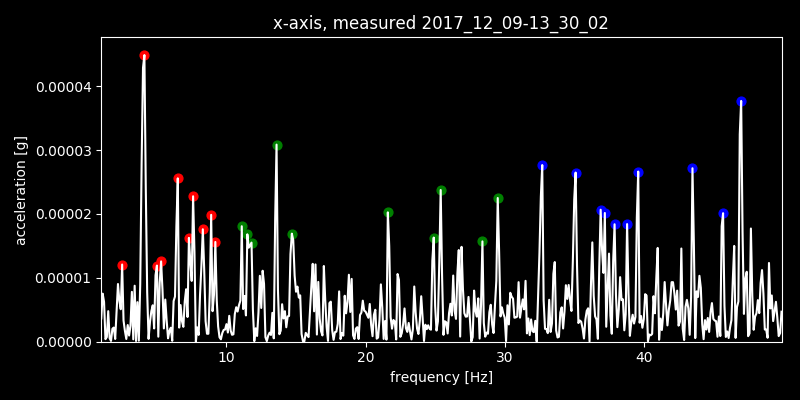 x-axis, measured 2017_12_09-13_30_02
0.00004
0.00003
0.00002
0.00001
0.00000
acceleration [g]
10 20 30 40
frequency [Hz]